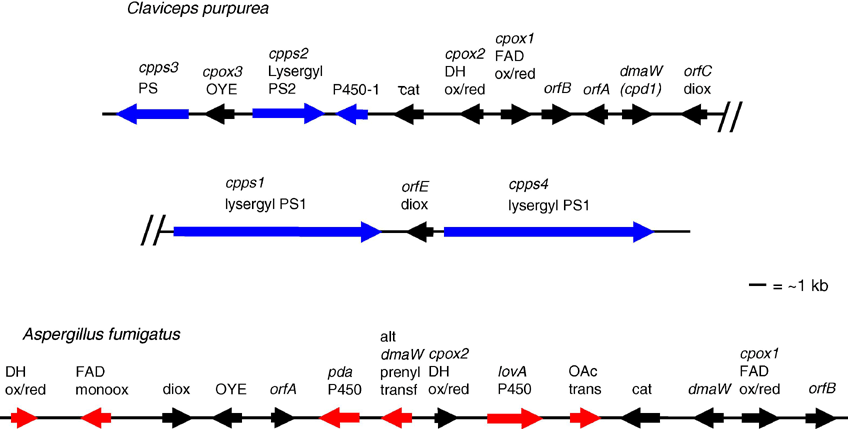 Claviceps purpurea
cpps3
PS
cpox3
OYE
cpps2
Lysergyl
PS2
P450-1
cat
cpox2
DH
ox/red
cpox1
FAD
ox/red
orfB
orfA
dmaW
(cpd1)
orfC
diox
cpps1
lysergyl PS1
orfE
diox
cpps4
lysergyl PS1
= ~1 kb
Aspergillus fumigatus
DH
ox/red
FAD
monoox
diox
OYE
orfA
pda
P450
alt
dmaW
prenyl
transf
cpox2
DH
ox/red
lovA
P450
OAc
trans
cat
dmaW
cpox1
FAD
ox/red
orfB